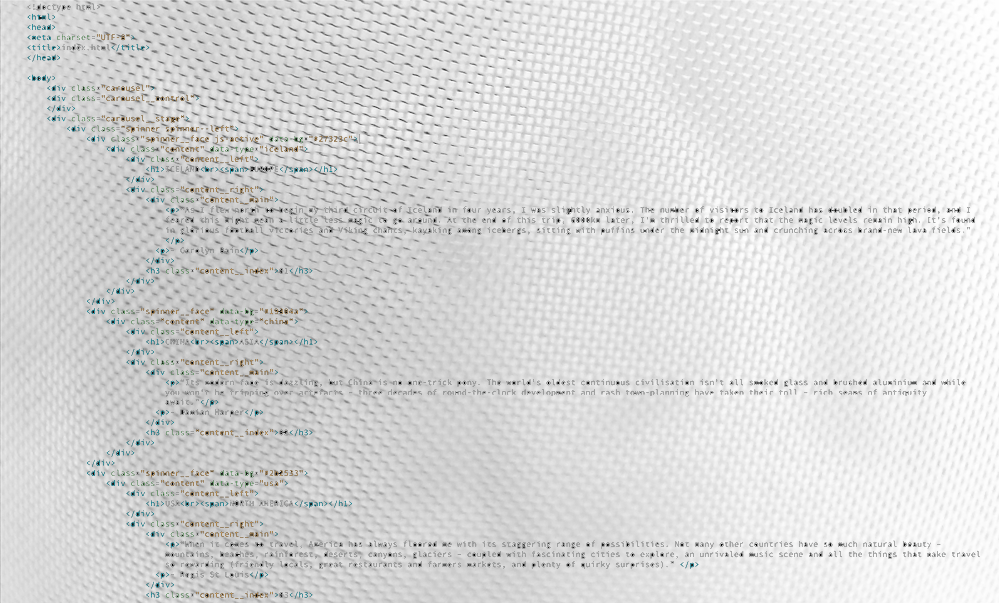 <!doctype html>
<html>
<head>
<meta charset="UTF-8">
<title>index.html</title>
</head>
<body>
<div class="carousel">
<div class="carousel__control">
</div>
<div class="carousel__stage">
<div class="spinner spinner--left">
<div class="spinner__face js-active" data-bg="#27323c">
<div class="content" data-type="iceland">
<div class="content__left">
<h1>ICELAND<br><span>EUROPE</span></h1>
</div>
<div class="content__right">
<div class="content__main">
<p>"As I flew north to begin my third circuit of Iceland in four years, I was slightly anxious. The number of visitors to Iceland has doubled in that period, and I
feared this might mean a little less magic to go around. At the end of this trip, 6000km later, I'm thrilled to report that the magic levels remain high. It's found
in glorious football victories and Viking chants, kayaking among icebergs, sitting with puffins under the midnight sun and crunching across brand-new lava fields."
</p>
<p>– Carolyn Bain</p>
</div>
<h3 class="content__index">01</h3>
</div>
</div>
</div>
<div class="spinner__face" data-bg=">
<div class="content" data-type="china">
<div class="content__left">
<h1>CHINA<br><span>ASIA</span></h1>
</div>
<div class="content__right">
<div class="content__main">
<p>"Its modern face is dazzling, but China is no one-trick pony. The world's oldest continuous civilisation isn't all smoked glass and brushed aluminium and while
you won't be tripping over artefacts – three decades of round-the-clock development and rash town-planning have taken their toll – rich seams of antiquity
await."</p>
<p>– Damian Harper</p>
</div>
<h3 class="content__index">
</h3>
</div>
</div>
</div>
<div class="spinner__face" data-bg=">
<div class="content" data-type="usa">
<div class="content__left">
<h1>USA<br><span>NORTH AMERICA</span></h1>
</div>
<div class="content__right">
<div class="content__main">
<p>"When it comes to travel, America has always floored me with its staggering range of possibilities. Not many other countries have so much natural beauty –
mountains, beaches, rainforest, deserts, canyons, glaciers – coupled with fascinating cities to explore, an unrivaled music scene and all the things that make travel
so rewarding (friendly locals, great restaurants and farmers markets, and plenty of quirky surprises)." </p>
<p>– Regis St Louis</p>
</div>
<h3 class="content__index">03</h3>